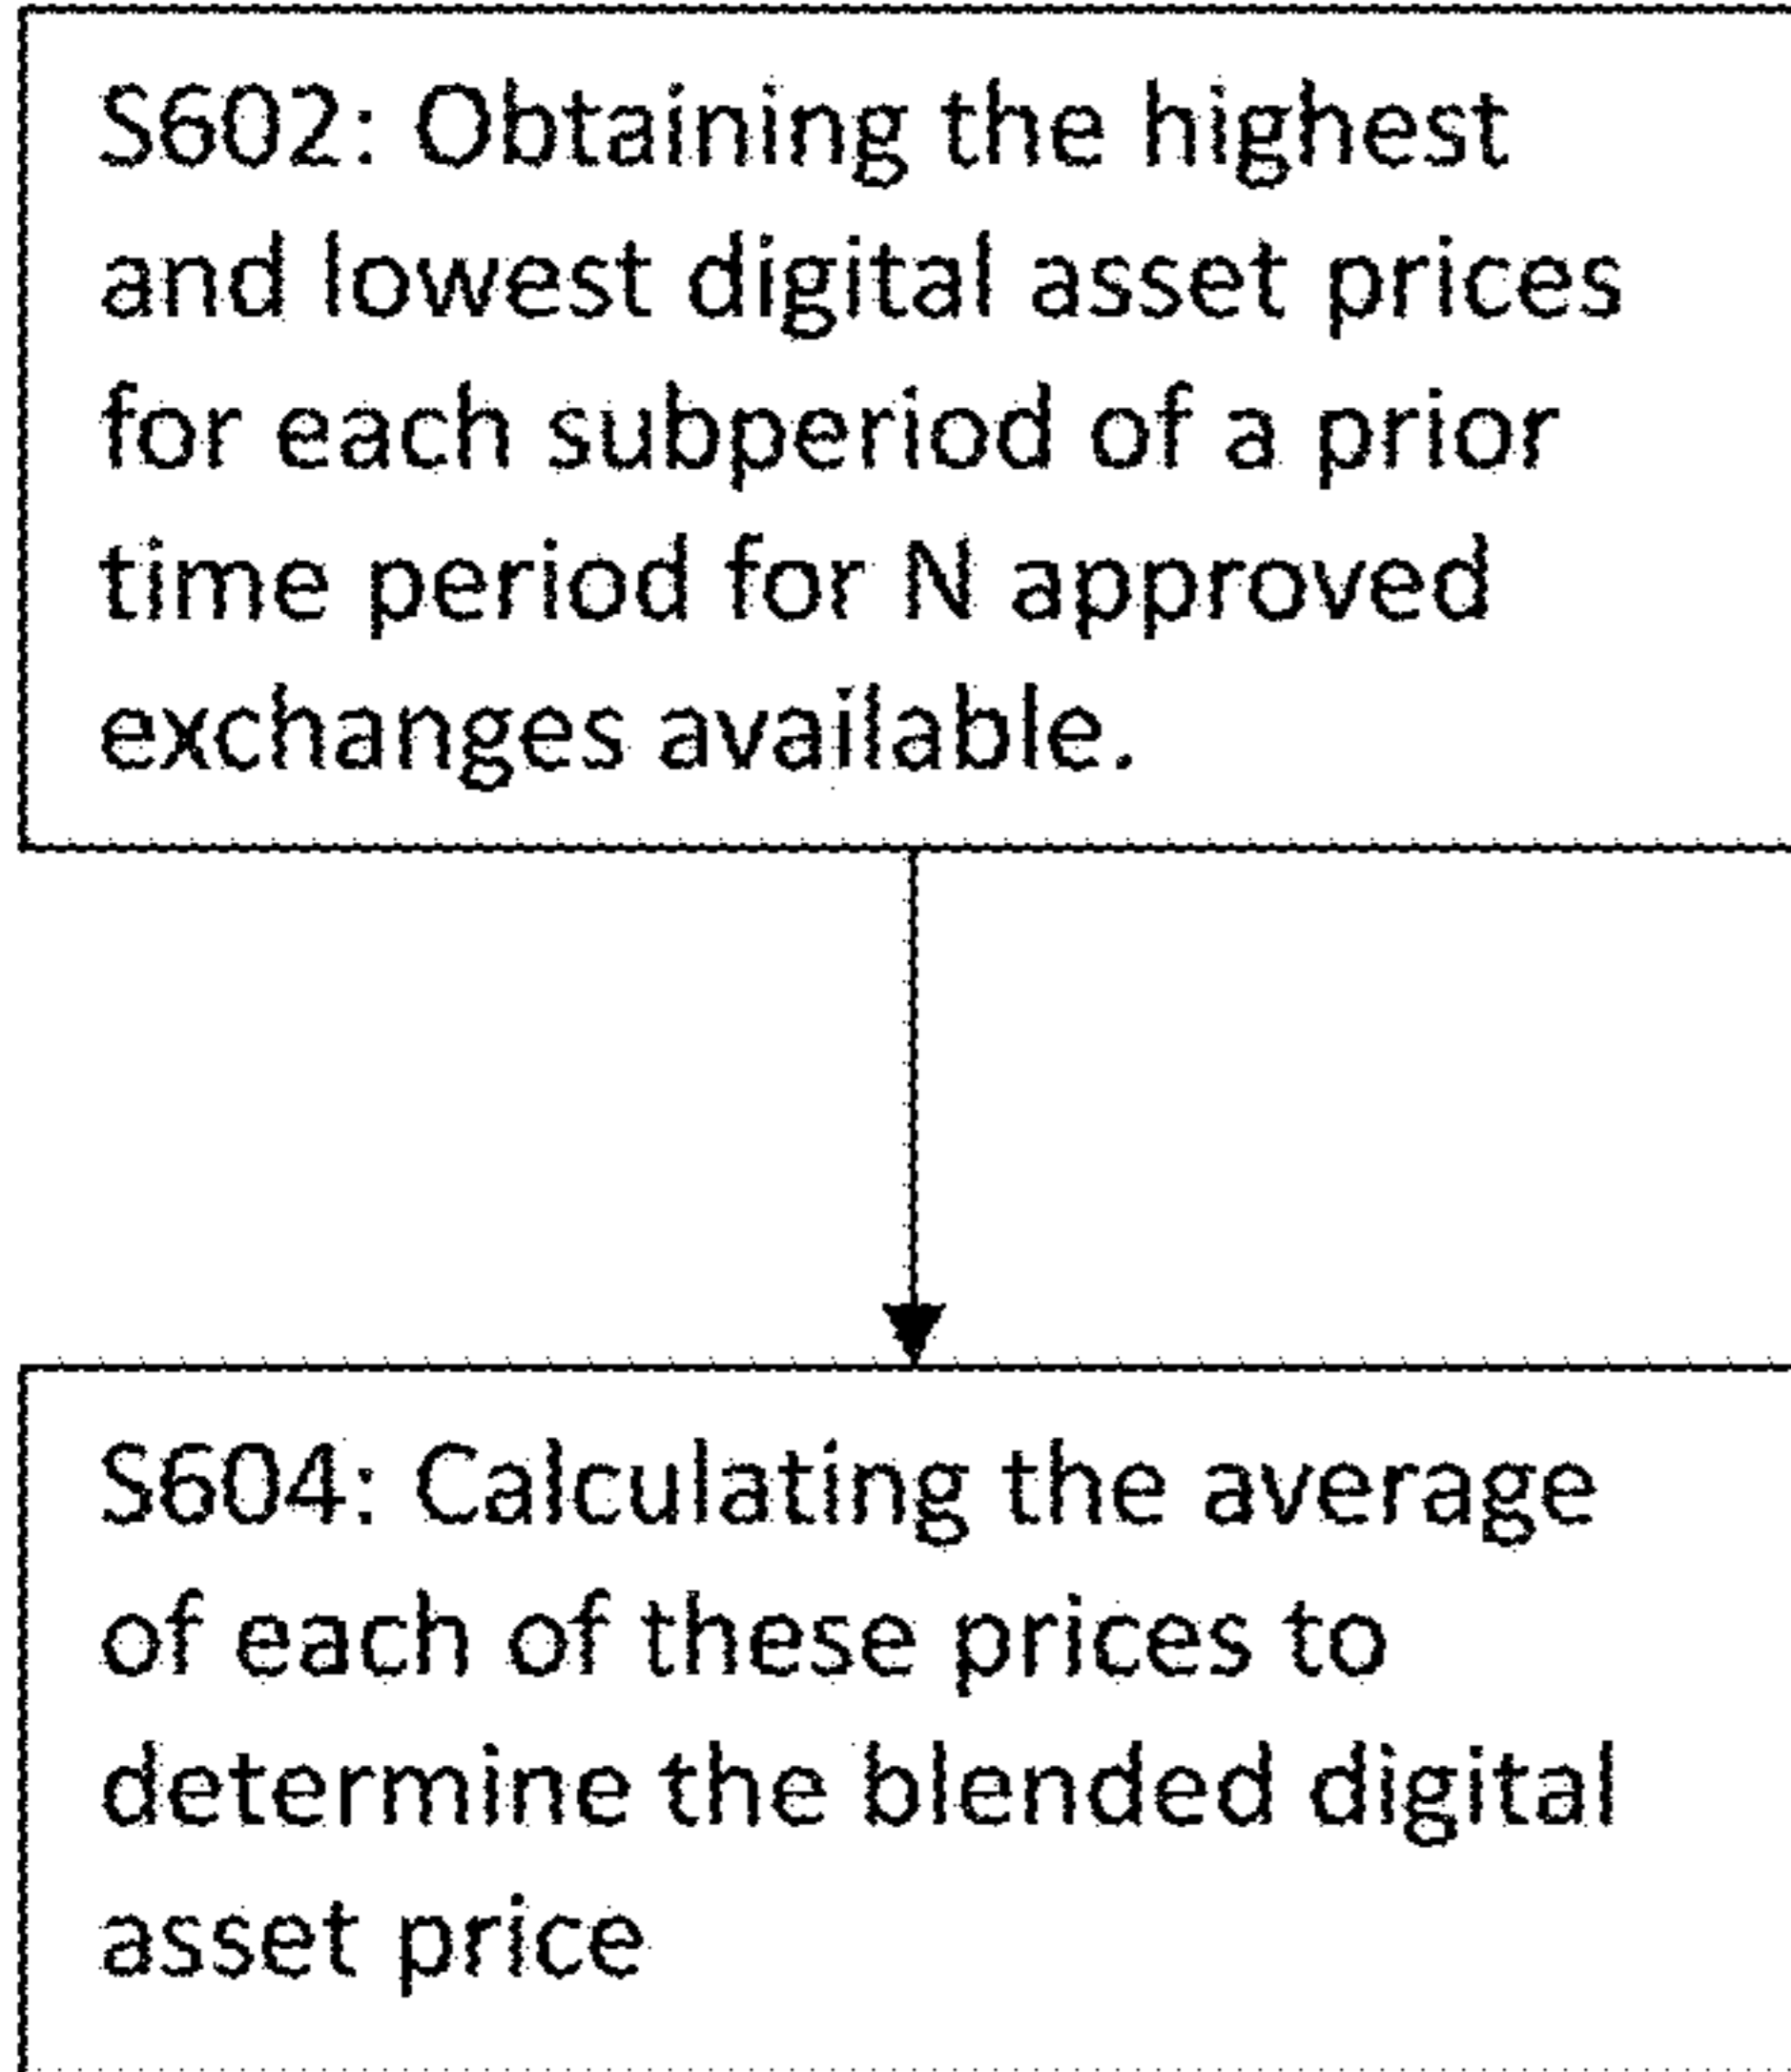 S602: Obtaining the highest
and lowest digital asset prices
for each subperiod of a prior
time period for N approved
exchanges available.
S604: Calculating the average
of each of these prices to
determine the blended digital
asset price